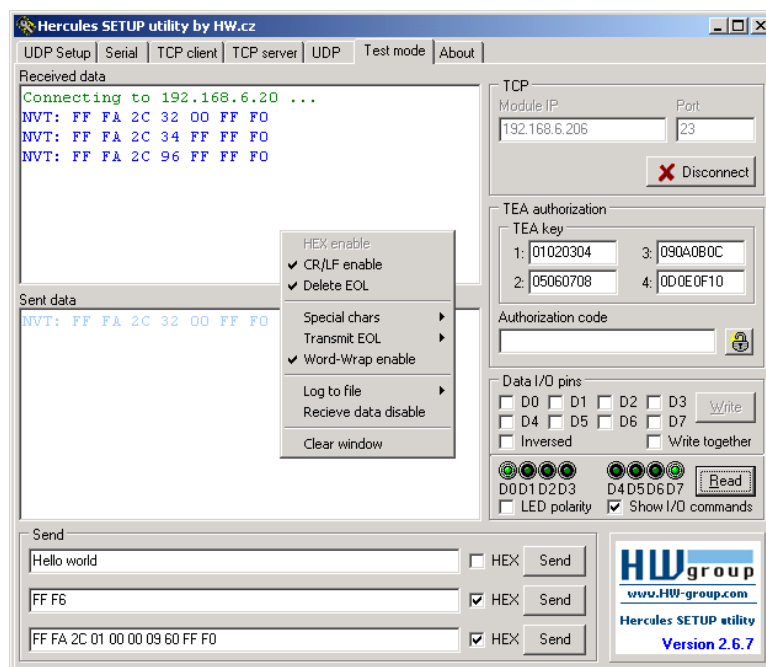 Hercules SETUP utility by HW.cz
UDP Setup Serial TCP client TCP server UDP Test mode About
Received data
Connecting to 192.168.6.20 ...
NVT: FF FA 2C 32 00 FF F0
NVT: FF FA 2C 34 FF FF F0
NVT: FF FA 2C 96 FF FF F0
HEX enable
CR/LF enable
Delete EOL
Special chars
Transmit EOL
Word-Wrap enable
Log to file
Recieve data disable
Clear window
Sent data
NVT: FF FA 2C 32 00 FF F0
TCP
Module IP Port
192.168.6.206 23
Disconnect
TEA authorization
TEA key
1: 01020304 3: 090A0B0C
2: 05060708 4: 0D0E0F10
Authorization code
Data I/O pins
D0 D1 D2 D3 Write
D4 D5 D6 D7
Inversed Write together
D0D1D2D3 D4D5D6D7 Read
LED polarity Show I/O commands
Send
Hello world HEX Send
FF F6 HEX Send
FF FA 2C 01 00 00 09 60 FF F0 HEX Send
HW group
www.HW-group.com
Hercules SETUP utility
Version 2.6.7